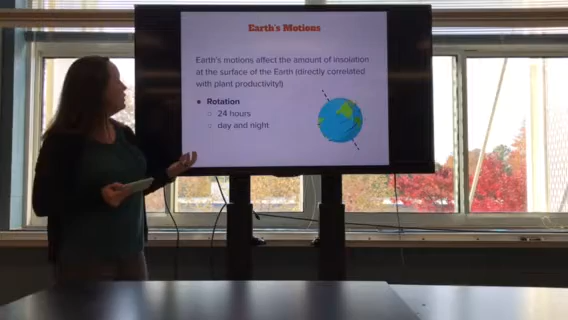 Earth's Motions
Earth's motions affect the amount of insolation
at the surface of the Earth (directly correlated
with plant productivity!)
● Rotation
○ 24 hours
○ day and night